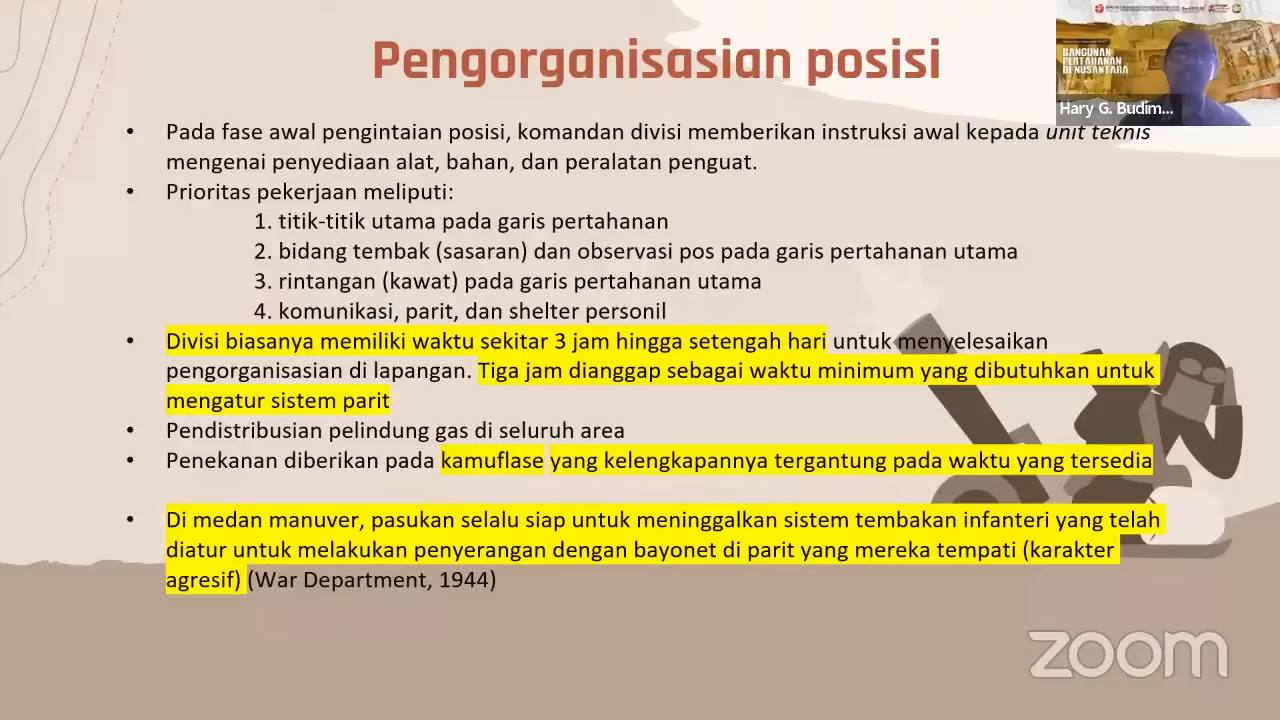 Pengorganisasian posisi
BANGUNAN
PERTAHANAN
DI NUSANTARA
Hary G. Budim...
• Pada fase awal pengintaian posisi, komandan divisi memberikan instruksi awal kepada unit teknis
mengenai penyediaan alat, bahan, dan peralatan penguat.
• Prioritas pekerjaan meliputi:
1. titik-titik utama pada garis pertahanan
2. bidang tembak (sasaran) dan observasi pos pada garis pertahanan utama
3. rintangan (kawat) pada garis pertahanan utama
4. komunikasi, parit, dan shelter personil
• Divisi biasanya memiliki waktu sekitar 3 jam hingga setengah hari untuk menyelesaikan
pengorganisasian di lapangan. Tiga jam dianggap sebagai waktu minimum yang dibutuhkan untuk
mengatur sistem parit
• Pendistribusian pelindung gas di seluruh area
• Penekanan diberikan pada kamuflase yang kelengkapannya tergantung pada waktu yang tersedia
• Di medan manuver, pasukan selalu siap untuk meninggalkan sistem tembakan infanteri yang telah
diatur untuk melakukan penyerangan dengan bayonet di parit yang mereka tempati (karakter
agresif) (War Department, 1944)
zoom